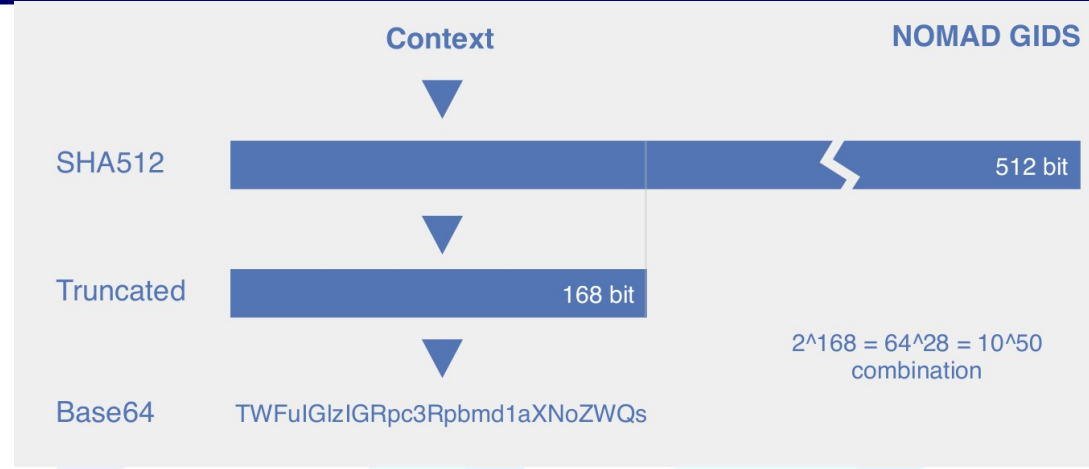 Context
NOMAD GIDS
SHA512
512 bit
Truncated
168 bit
2^168 = 64^28 = 10^50
combination
Base64
TWFuIGlzIGRpc3Rpbmd1aXNoZWQs